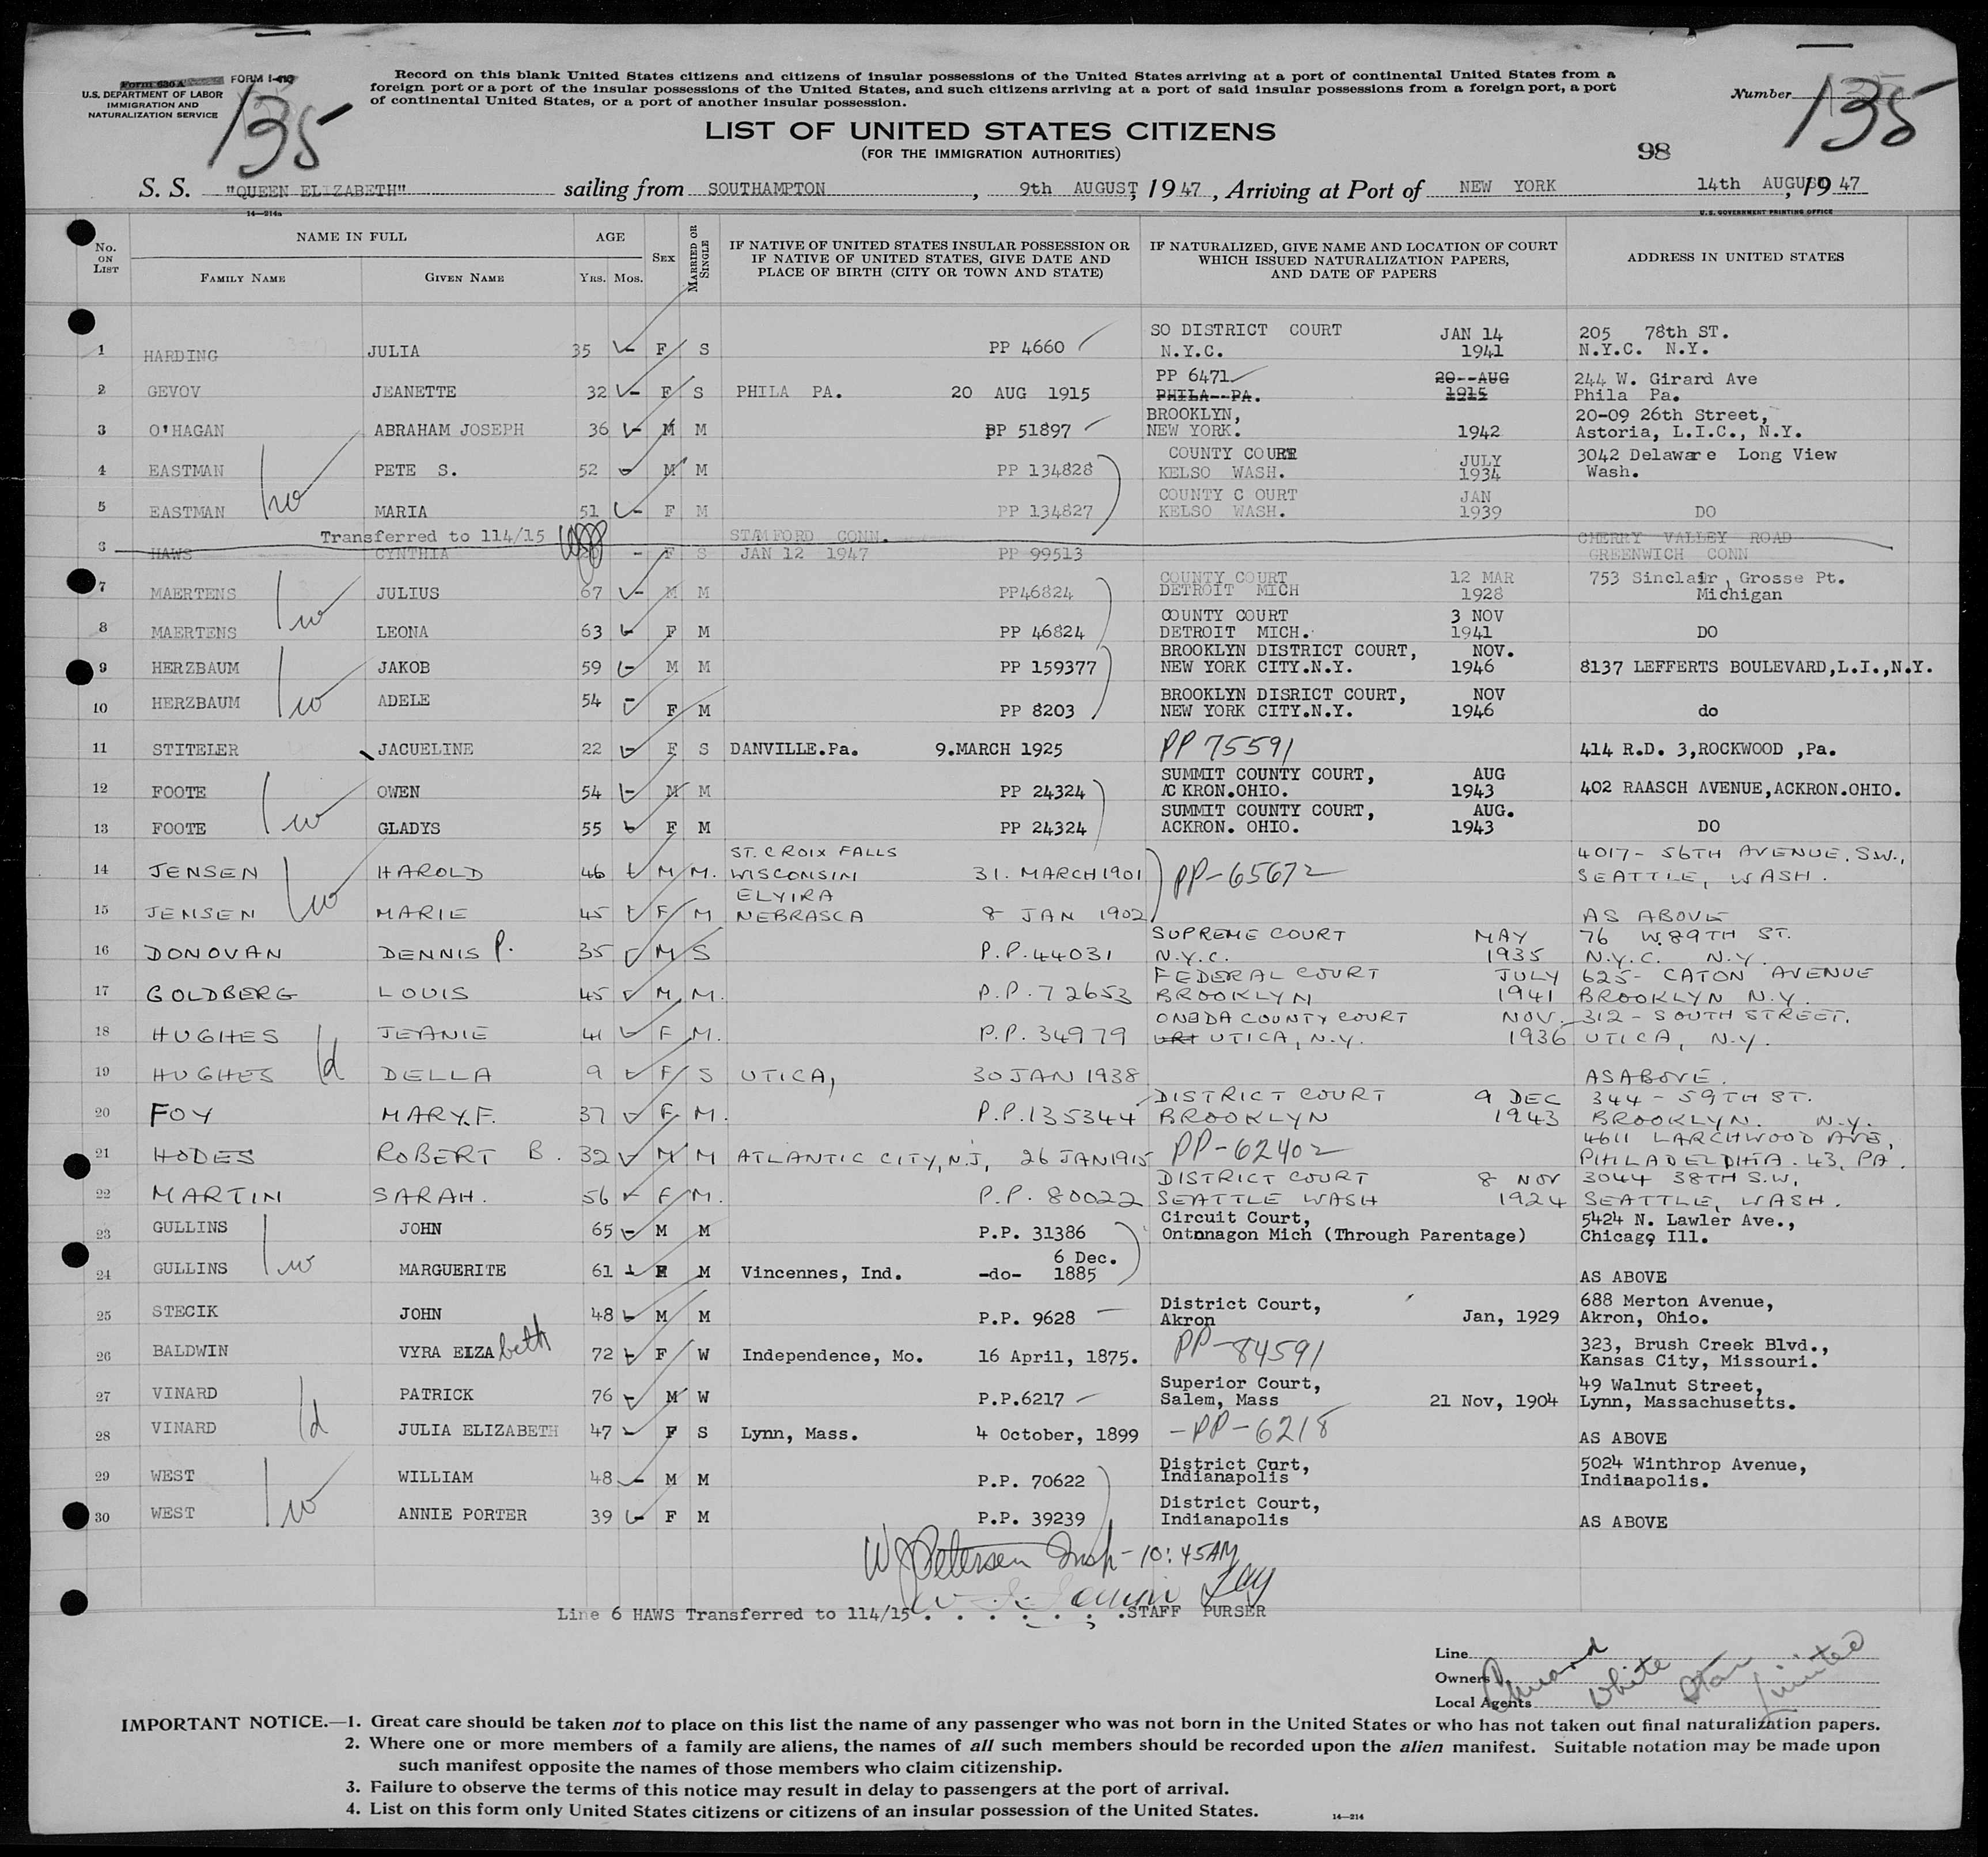 Form 630 A FORM I-419
U.S. DEPARTMENT OF LABOR
IMMIGRATION AND
NATURALIZATION SERVICE
135
Record on this blank United States citizens and citizens of insular possessions of the United States arriving at a port of continental United States from a
foreign port or a port of the insular possessions of the United States, and such citizens arriving at a port of said insular possessions from a foreign port, a port
of continental United States, or a port of another insular possession.
Number 135
LIST OF UNITED STATES CITIZENS
(FOR THE IMMIGRATION AUTHORITIES)
98
S. S. "QUEEN ELIZABETH" sailing from SOUTHAMPTON, 9th AUGUST, 1947, Arriving at Port of NEW YORK 14th AUGUST, 1947
14—214a
U.S. GOVERNMENT PRINTING OFFICE
No. ON LIST
NAME IN FULL
FAMILY NAME
GIVEN NAME
AGE
YRS. MOS.
SEX
MARRIED OR SINGLE
IF NATIVE OF UNITED STATES INSULAR POSSESSION OR
IF NATIVE OF UNITED STATES, GIVE DATE AND
PLACE OF BIRTH (CITY OR TOWN AND STATE)
IF NATURALIZED, GIVE NAME AND LOCATION OF COURT
WHICH ISSUED NATURALIZATION PAPERS,
AND DATE OF PAPERS
ADDRESS IN UNITED STATES
SO DISTRICT COURT JAN 14 205 78th ST.
1 HARDING JULIA 35 F S PP 4660 N.Y.C. 1941 N.Y.C. N.Y.
PP 6471 20--AUG 244 W. Girard Ave
2 GEVOV JEANETTE 32 F S PHILA PA. 20 AUG 1915 PHILA--PA. 1915 Phila Pa.
BROOKLYN, 20-09 26th Street,
3 O'HAGAN ABRAHAM JOSEPH 36 M M PP 51897 NEW YORK. 1942 Astoria, L.I.C., N.Y.
COUNTY COURT JULY 3042 Delaware Long View
4 EASTMAN w PETE S. 52 M M PP 134828 KELSO WASH. 1934 Wash.
COUNTY C OURT JAN
5 EASTMAN MARIA 51 F M PP 134827 KELSO WASH. 1939 DO
Transferred to 114/15 STAMFORD CONN. CHERRY VALLEY ROAD
6 HAWS CYNTHIA - F S JAN 12 1947 PP 99513 GREENWICH CONN
COUNTY COURT 12 MAR 753 Sinclair, Grosse Pt.
7 MAERTENS w JULIUS 67 M M PP46824 DETROIT MICH 1928 Michigan
COUNTY COURT 3 NOV
8 MAERTENS LEONA 63 F M PP 46824 DETROIT MICH. 1941 DO
BROOKLYN DISTRICT COURT, NOV.
9 HERZBAUM w JAKOB 59 M M PP 159377 NEW YORK CITY.N.Y. 1946 8137 LEFFERTS BOULEVARD,L.I.,N.Y.
BROOKLYN DISRICT COURT, NOV
10 HERZBAUM ADELE 54 F M PP 8203 NEW YORK CITY.N.Y. 1946 do
11 STITELER JACUELINE 22 F S DANVILLE.Pa. 9.MARCH 1925 PP 75591 414 R.D. 3,ROCKWOOD ,Pa.
SUMMIT COUNTY COURT, AUG
12 FOOTE w OWEN 54 M M PP 24324 AC KRON.OHIO. 1943 402 RAASCH AVENUE,ACKRON.OHIO.
SUMMIT COUNTY COURT, AUG.
13 FOOTE GLADYS 55 F M PP 24324 ACKRON. OHIO. 1943 DO
ST. CROIX FALLS 4017- 56TH AVENUE. S.W.,
14 JENSEN w HAROLD 46 M M. WISCONSIN 31. MARCH 1901 PP-65672 SEATTLE, WASH.
ELYIRA
15 JENSEN MARIE 45 F M NEBRASCA 8 JAN 1902 AS ABOVE
SUPREME COURT MAY 76 W.89TH ST.
16 DONOVAN DENNIS P. 35 M S P.P.44031 N.Y.C. 1935 N.Y.C. N.Y.
FEDERAL COURT JULY 625- CATON AVENUE
17 GOLDBERG LOUIS 45 M M. P.P.72653 BROOKLYN 1941 BROOKLYN N.Y.
ONEDA COUNTY COURT NOV. 312 - SOUTH STREET.
18 HUGHES d JEANIE 41 F M. P.P. 34979 URT UTICA, N.Y. 1936 UTICA, N.Y.
19 HUGHES DELLA 9 F S UTICA, 30 JAN 1938 AS ABOVE.
DISTRICT COURT 9 DEC 344 - 59TH ST.
20 FOY MARY.F. 37 F M. P.P.135344 BROOKLYN 1943 BROOKLYN. N.Y.
4611 LARCHWOOD AVE,
21 HODES ROBERT B. 32 M M ATLANTIC CITY, N.J, 26 JAN 1915 PP-62402 PHILADELDHIA. 43, PA.
DISTRICT COURT 8 NOV 3044 38TH S.W,
22 MARTIN SARAH. 56 F M. P.P. 80022 SEATTLE WASH 1924 SEATTLE, WASH.
Circuit Court, 5424 N. Lawler Ave.,
23 GULLINS w JOHN 65 M M P.P. 31386 Ontnnagon Mich (Through Parentage) Chicago Ill.
6 Dec.
24 GULLINS MARGUERITE 61 F M Vincennes, Ind. -do- 1885 AS ABOVE
District Court, 688 Merton Avenue,
25 STECIK JOHN 48 M M P.P. 9628 Akron Jan, 1929 Akron, Ohio.
323, Brush Creek Blvd.,
26 BALDWIN VYRA ELZAbeth 72 F W Independence, Mo. 16 April, 1875. PP-84591 Kansas City, Missouri.
Superior Court, 49 Walnut Street,
27 VINARD d PATRICK 76 M W P.P.6217 Salem, Mass 21 Nov, 1904 Lynn, Massachusetts.
28 VINARD JULIA ELIZABETH 47 F S Lynn, Mass. 4 October, 1899 -PP-6218 AS ABOVE
District Curt, 5024 Winthrop Avenue,
29 WEST w WILLIAM 48 M M P.P. 70622 Indianapolis Indiaapolis.
District Court,
30 WEST ANNIE PORTER 39 F M P.P. 39239 Indianapolis AS ABOVE
W J Petersen Insp - 10:45AM
Line 6 HAWS Transferred to 114/15 . . . . . . .STAFF PURSER
Line
Owners Cunard White Star Limited
Local Agents
IMPORTANT NOTICE.—1. Great care should be taken not to place on this list the name of any passenger who was not born in the United States or who has not taken out final naturalization papers.
2. Where one or more members of a family are aliens, the names of all such members should be recorded upon the alien manifest. Suitable notation may be made upon
such manifest opposite the names of those members who claim citizenship.
3. Failure to observe the terms of this notice may result in delay to passengers at the port of arrival.
4. List on this form only United States citizens or citizens of an insular possession of the United States.
14—214